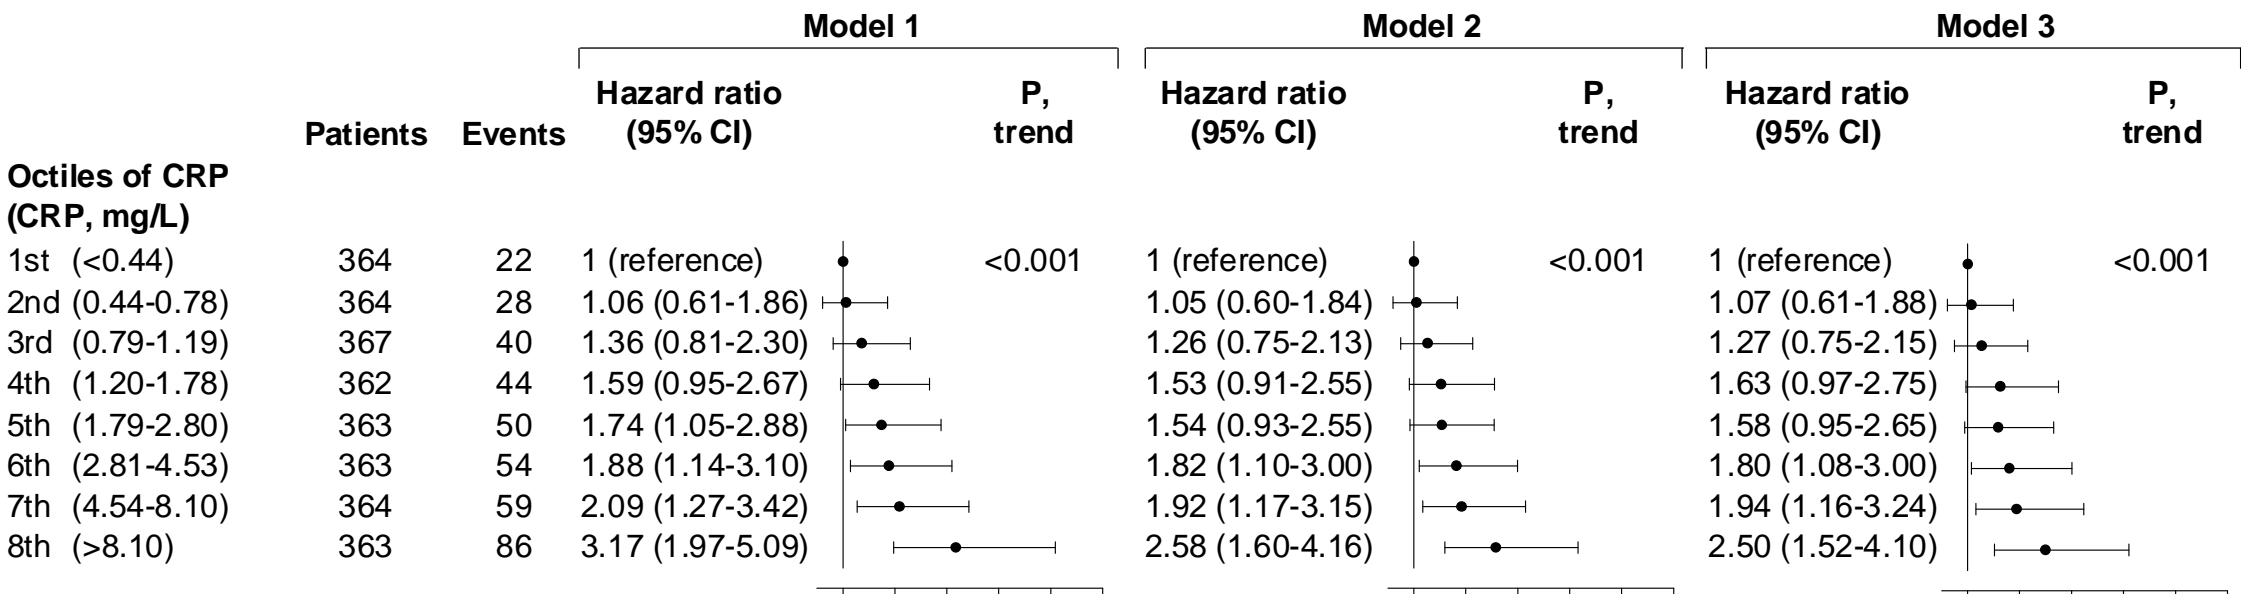 Model 1 Model 2 Model 3
Hazard ratio P, Hazard ratio P, Hazard ratio P,
Patients Events (95% CI) trend (95% CI) trend (95% CI) trend
Octiles of CRP
(CRP, mg/L)
1st (<0.44) 364 22 1 (reference) <0.001 1 (reference) <0.001 1 (reference) <0.001
2nd (0.44-0.78) 364 28 1.06 (0.61-1.86) 1.05 (0.60-1.84) 1.07 (0.61-1.88)
3rd (0.79-1.19) 367 40 1.36 (0.81-2.30) 1.26 (0.75-2.13) 1.27 (0.75-2.15)
4th (1.20-1.78) 362 44 1.59 (0.95-2.67) 1.53 (0.91-2.55) 1.63 (0.97-2.75)
5th (1.79-2.80) 363 50 1.74 (1.05-2.88) 1.54 (0.93-2.55) 1.58 (0.95-2.65)
6th (2.81-4.53) 363 54 1.88 (1.14-3.10) 1.82 (1.10-3.00) 1.80 (1.08-3.00)
7th (4.54-8.10) 364 59 2.09 (1.27-3.42) 1.92 (1.17-3.15) 1.94 (1.16-3.24)
8th (>8.10) 363 86 3.17 (1.97-5.09) 2.58 (1.60-4.16) 2.50 (1.52-4.10)